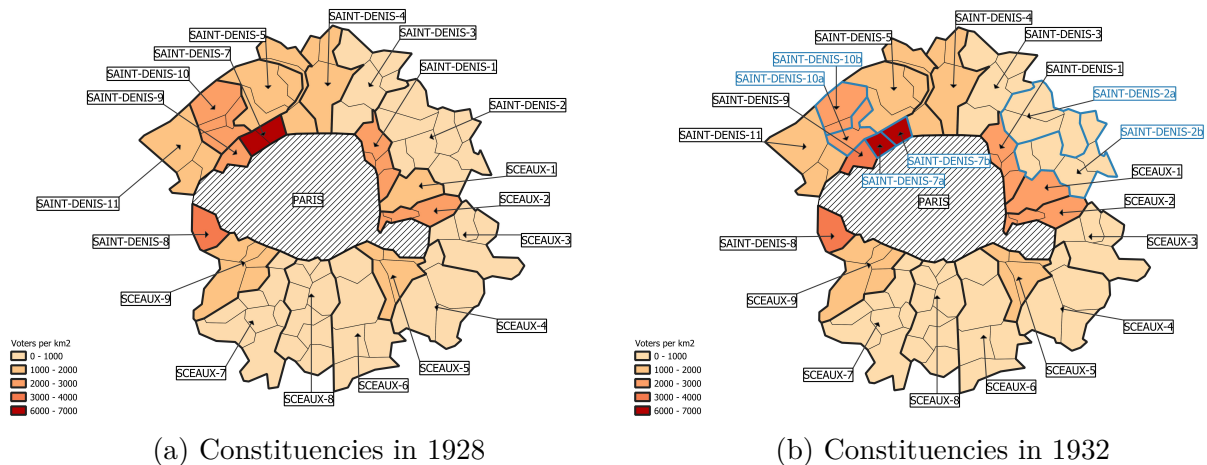 SAINT-DENIS-4
SAINT-DENIS-5
SAINT-DENIS-3
SAINT-DENIS-7
SAINT-DENIS-10
SAINT-DENIS-1
SAINT-DENIS-9
SAINT-DENIS-2
SCEAUX-1
SCEAUX-2
PARIS
SAINT-DENIS-11
SAINT-DENIS-8
SCEAUX-3
SCEAUX-9
SCEAUX-4
SCEAUX-5
SCEAUX-7
SCEAUX-6
SCEAUX-8
Voters per km2
0 - 1000
1000 - 2000
2000 - 3000
3000 - 4000
6000 - 7000
(a) Constituencies in 1928
SAINT-DENIS-4
SAINT-DENIS-5
SAINT-DENIS-3
SAINT-DENIS-10b
SAINT-DENIS-10a
SAINT-DENIS-1
SAINT-DENIS-9
SAINT-DENIS-2a
SAINT-DENIS-11
SAINT-DENIS-2b
SAINT-DENIS-7b
SAINT-DENIS-7a
SCEAUX-1
PARIS
SCEAUX-2
SAINT-DENIS-8
SCEAUX-3
SCEAUX-9
SCEAUX-4
SCEAUX-5
SCEAUX-7
SCEAUX-6
SCEAUX-8
Voters per km2
0 - 1000
1000 - 2000
2000 - 3000
3000 - 4000
6000 - 7000
(b) Constituencies in 1932